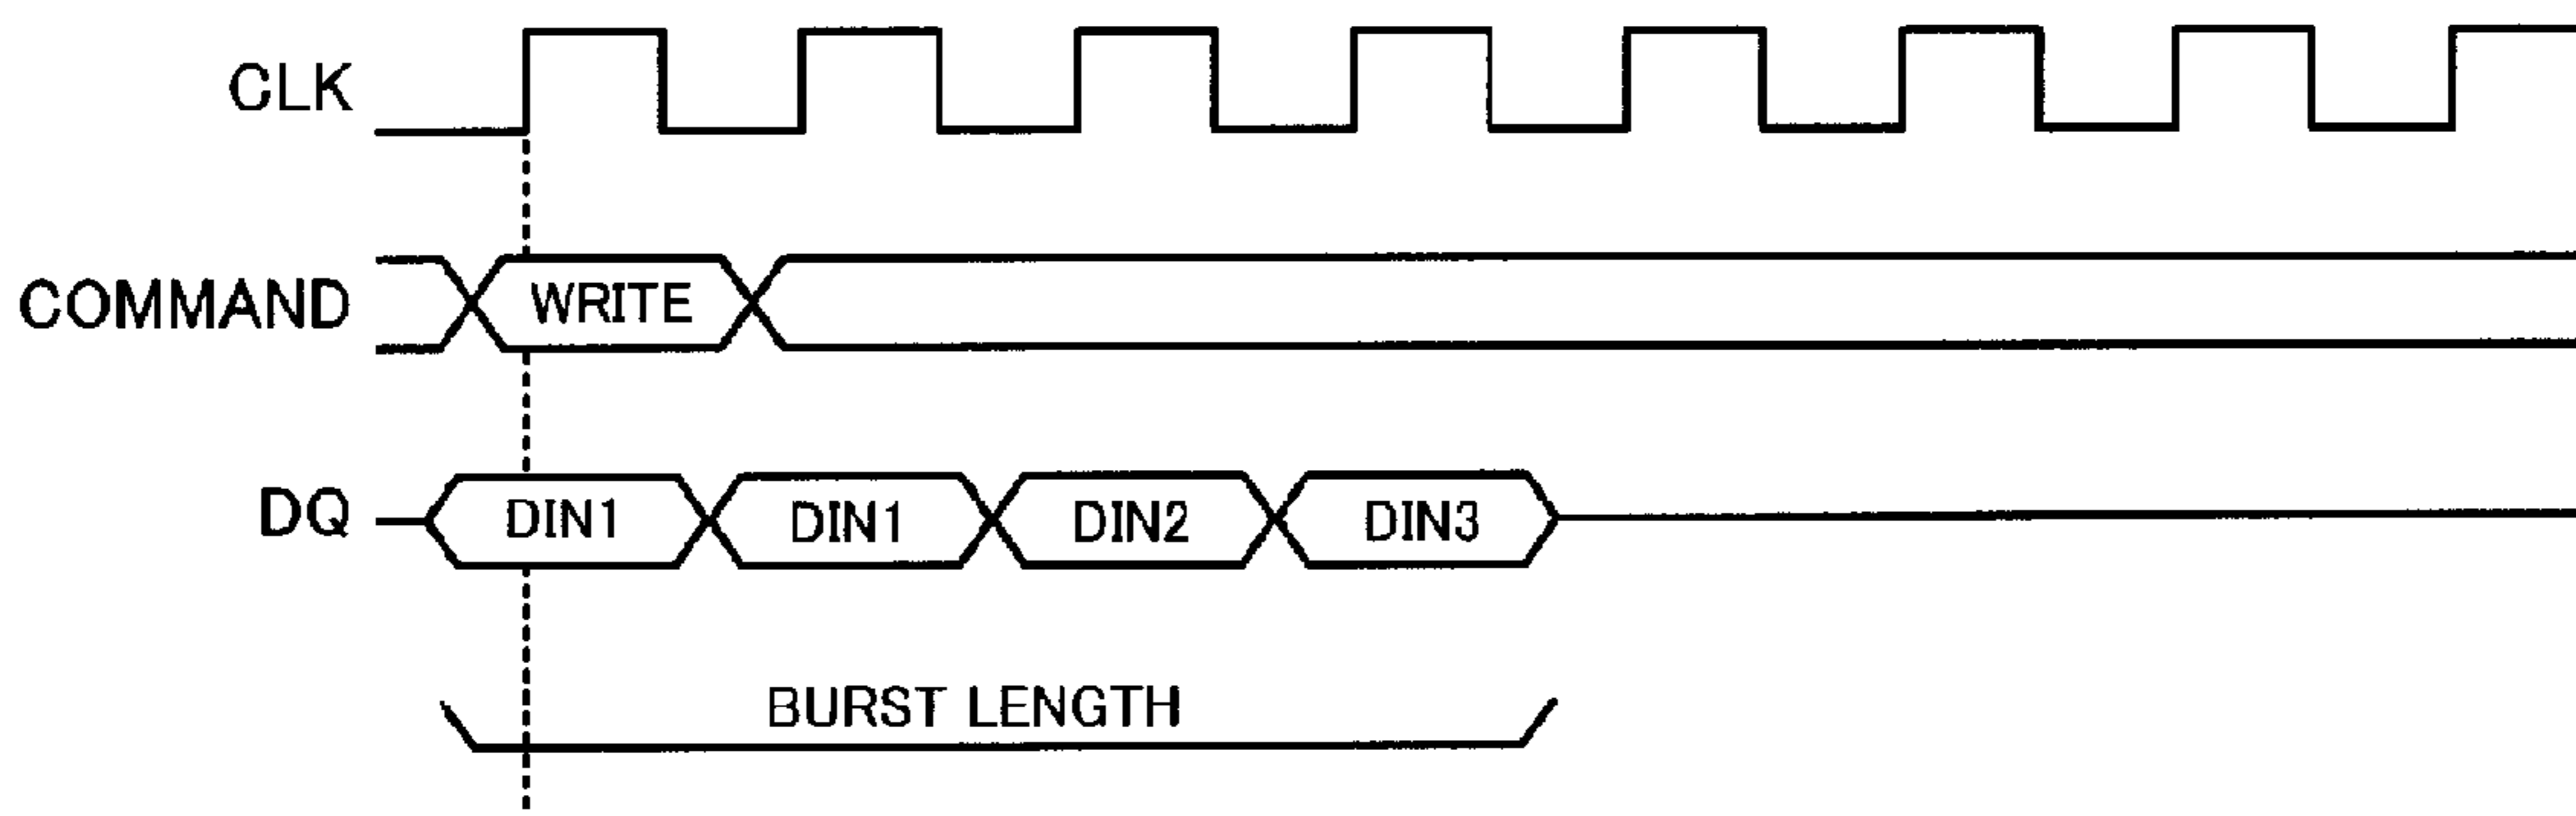 CLK
COMMAND WRITE
DQ DIN1 DIN1 DIN2 DIN3
BURST LENGTH